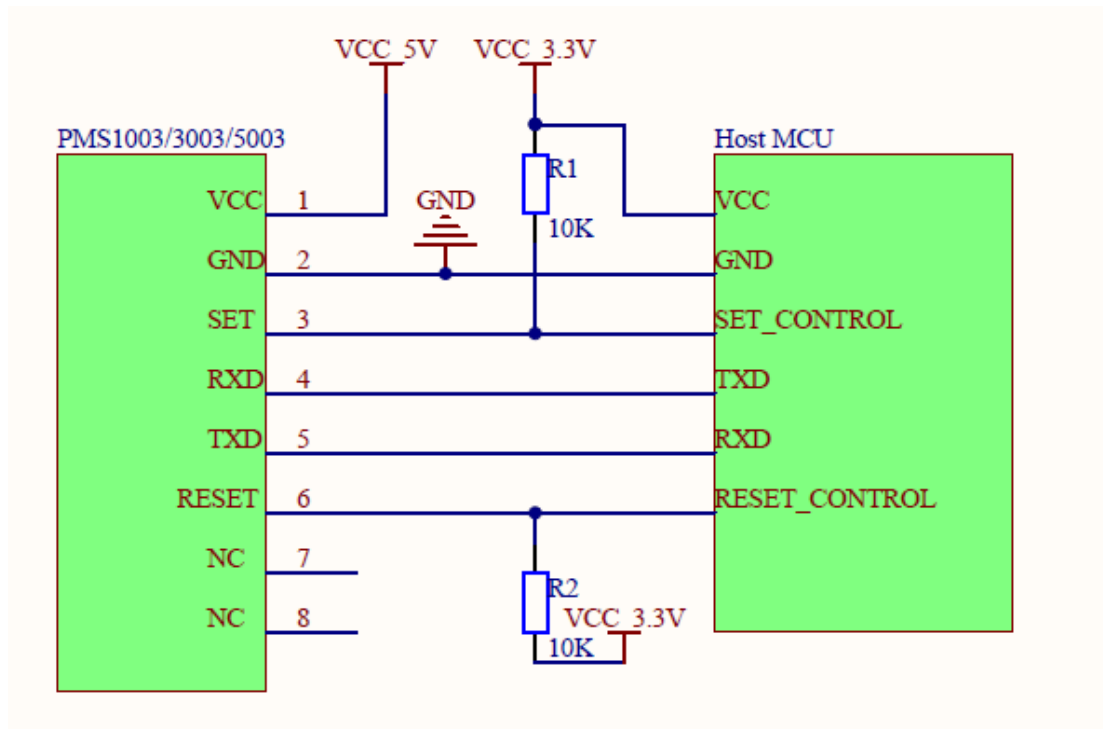 VCC_5V
VCC_3.3V
PMS1003/3003/5003
Host MCU
R1
VCC 1
GND
VCC
10K
GND 2
GND
SET 3
SET_CONTROL
RXD 4
TXD
TXD 5
RXD
RESET 6
RESET_CONTROL
NC 7
R2
NC 8
VCC_3.3V
10K